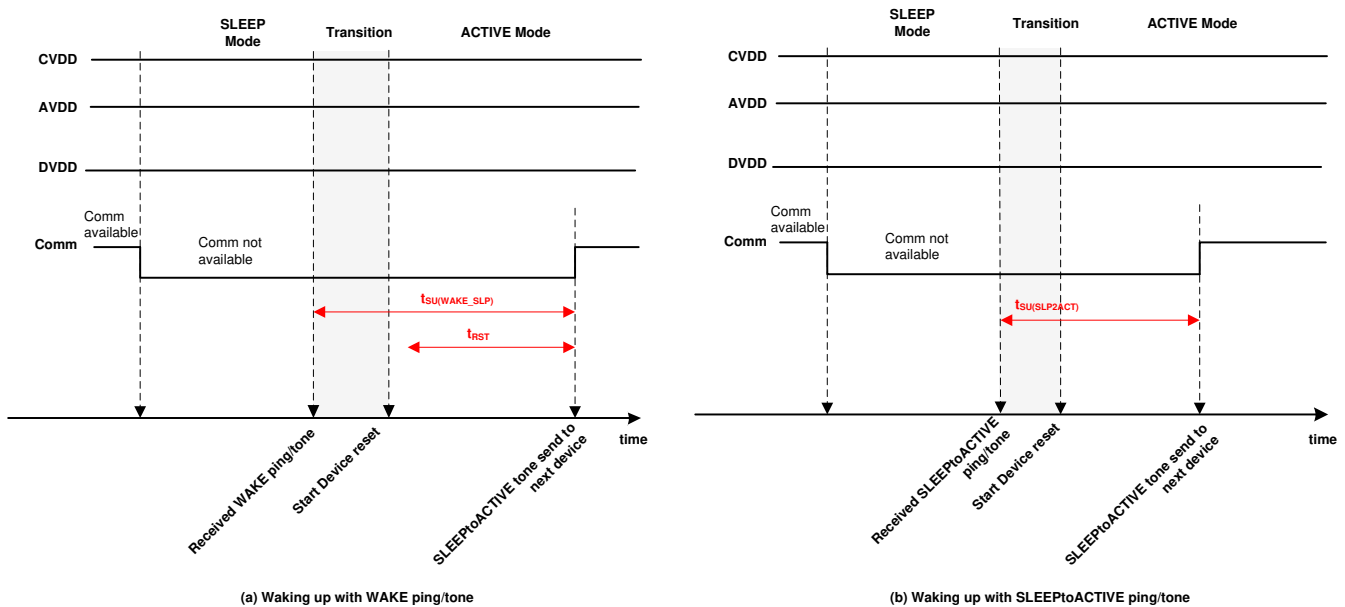 SLEEP
Mode
Transition
ACTIVE Mode
CVDD
AVDD
DVDD
Comm
available
Comm
Comm not
available
tSU(WAKE_SLP)
tRST
time
Received WAKE ping/tone
Start Device reset
SLEEPtoACTIVE tone send to
next device
(a) Waking up with WAKE ping/tone
SLEEP
Mode
Transition
ACTIVE Mode
CVDD
AVDD
DVDD
Comm
available
Comm
Comm not
available
tSU(SLP2ACT)
time
Received SLEEPtoACTIVE
ping/tone
Start Device reset
SLEEPtoACTIVE tone send to
next device
(b) Waking up with SLEEPtoACTIVE ping/tone